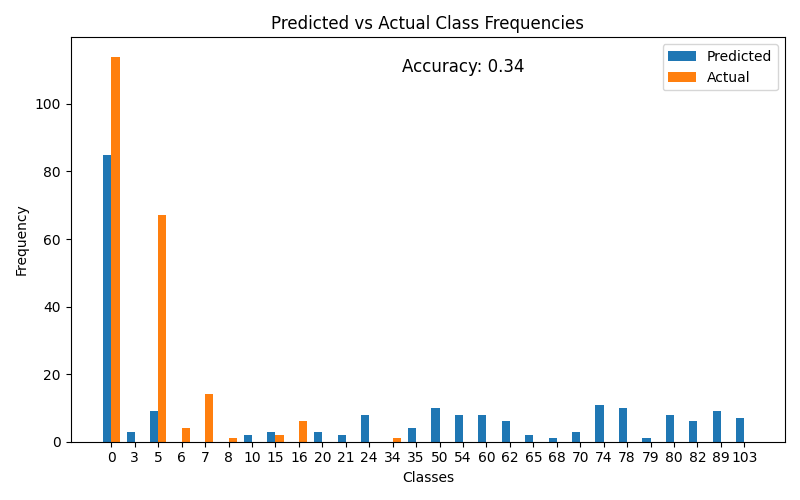 Predicted vs Actual Class Frequencies
Accuracy: 0.34
Predicted
Actual
100
80
60
40
20
0
Frequency
0 3 5 6 7 8 10 15 16 20 21 24 34 35 50 54 60 62 65 68 70 74 78 79 80 82 89 103
Classes